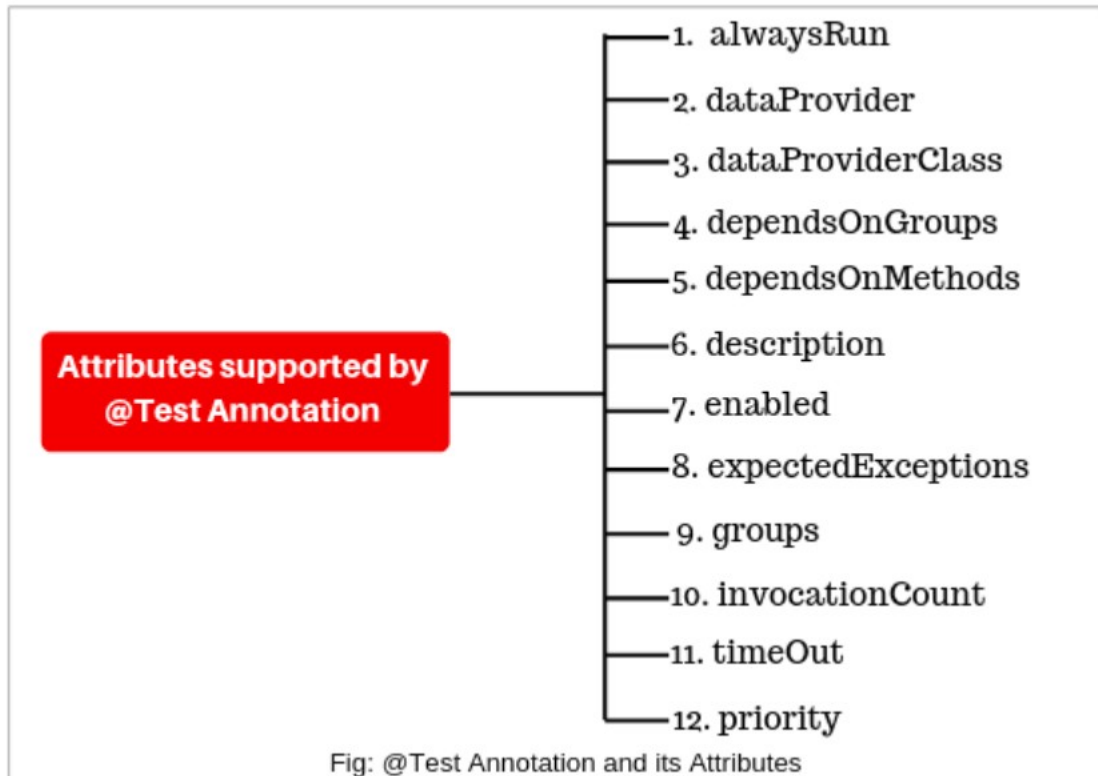 1. alwaysRun
2. dataProvider
3. dataProviderClass
4. dependsOnGroups
5. dependsOnMethods
Attributes supported by
@Test Annotation
6. description
7. enabled
8. expectedExceptions
9. groups
10. invocationCount
11. timeOut
12. priority
Fig: @Test Annotation and its Attributes